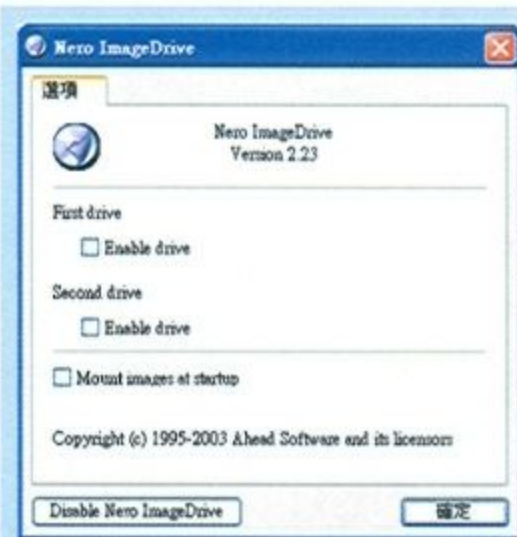 Nero ImageDrive
選項
Nero ImageDrive
Version 2.23
First drive
Enable drive
Second drive
Enable drive
Mount images at startup
Copyright (c) 1995-2003 Ahead Software and its licensors
Disable Nero ImageDrive
確定